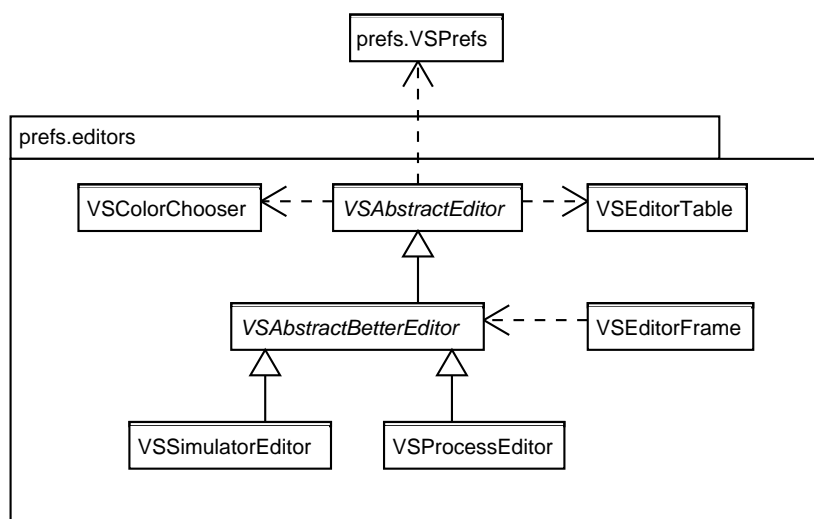 prefs.VSPrefs
prefs.editors
VSColorChooser
VSAbstractEditor
VSEditorTable
VSAbstractBetterEditor
VSEditorFrame
VSSimulatorEditor
VSProcessEditor